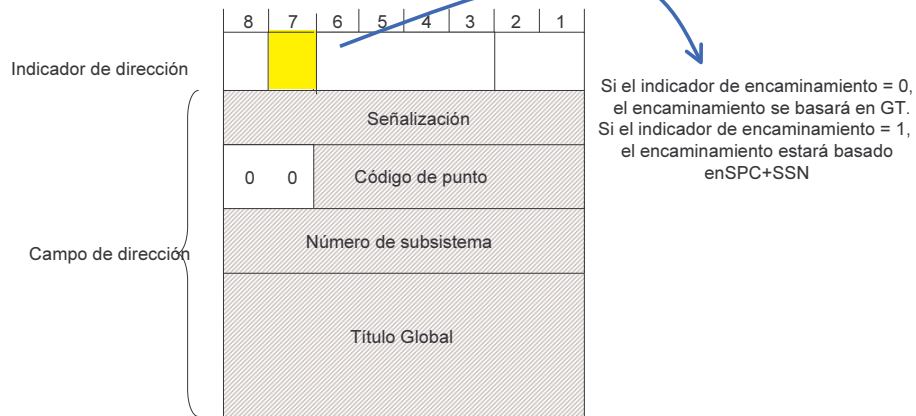 8 7 6 5 4 3 2 1
Indicador de dirección
Si el indicador de encaminamiento = 0,
el encaminamiento se basará en GT.
Si el indicador de encaminamiento = 1,
el encaminamiento estará basado
enSPC+SSN
Señalización
0 0 Código de punto
Número de subsistema
Campo de dirección
Título Global